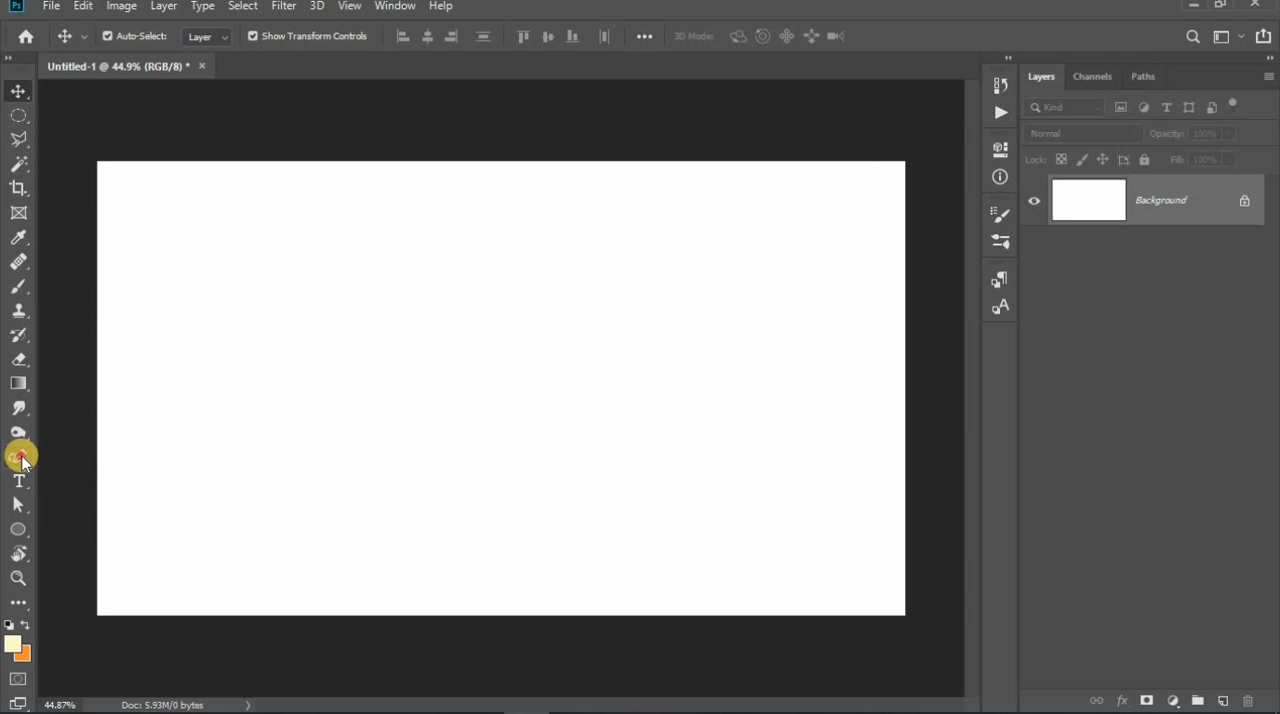 Ps File Edit Image Layer Type Select Filter 3D View Window Help
Auto-Select: Layer Show Transform Controls 3D Mode:
Untitled-1 @ 44.9% (RGB/8) *
Layers Channels Paths
Kind
Normal Opacity: 100%
Lock: Fill: 100%
Background
44.87% Doc: 5.93M/0 bytes